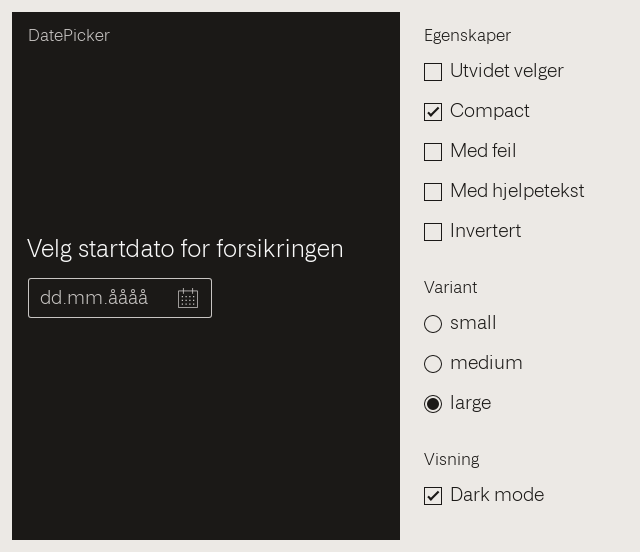 DatePicker
Velg startdato for forsikringen
dd.mm.åååå
Egenskaper
Utvidet velger
Compact
Med feil
Med hjelpetekst
Invertert
Variant
small
medium
large
Visning
Dark mode